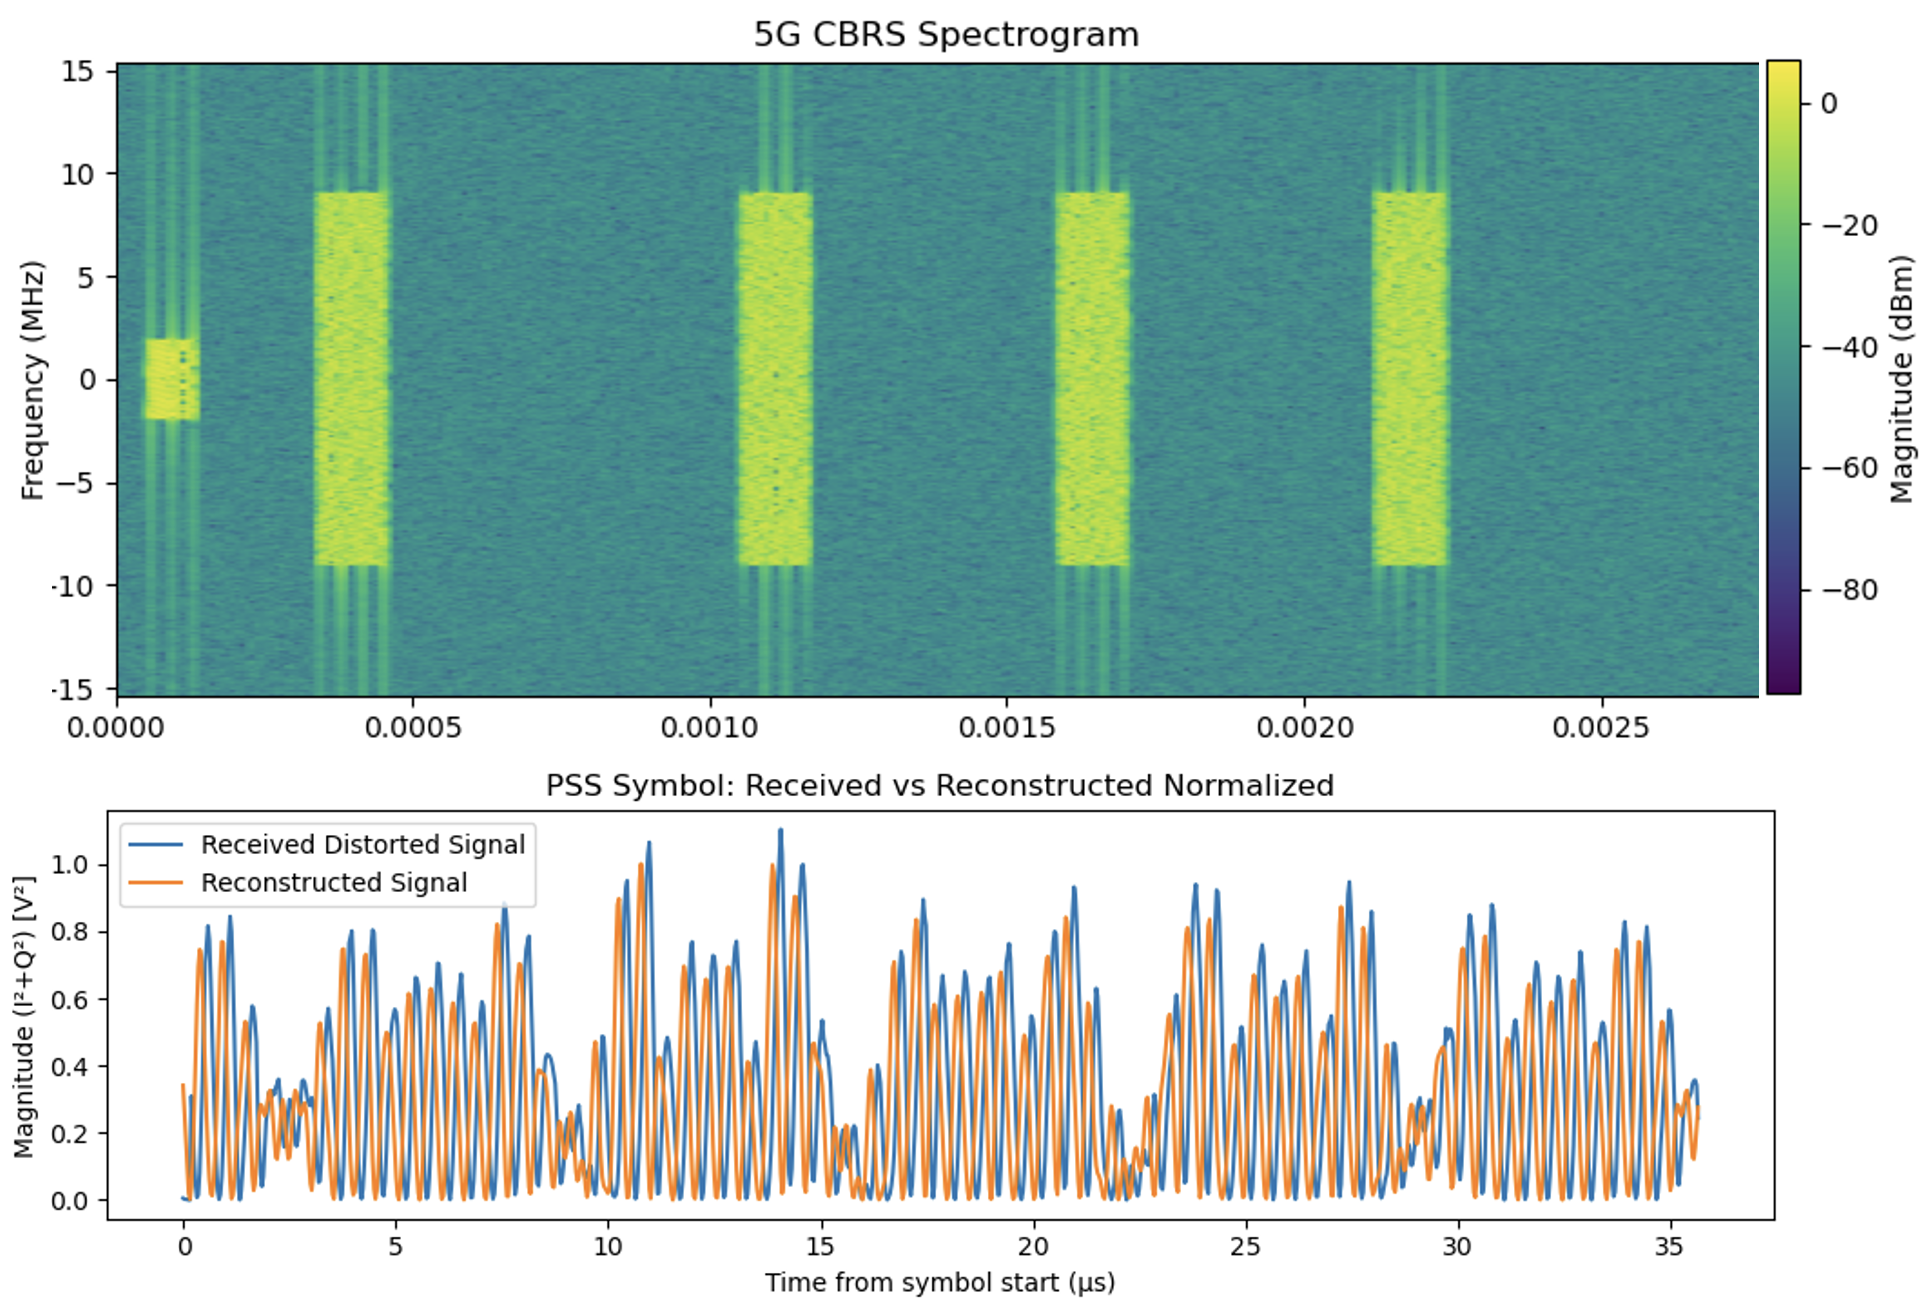 5G CBRS Spectrogram
15
10
5
0
−5
-10
-15
Frequency (MHz)
0.0000 0.0005 0.0010 0.0015 0.0020 0.0025
0
−20
−40
−60
−80
Magnitude (dBm)
PSS Symbol: Received vs Reconstructed Normalized
Received Distorted Signal
Reconstructed Signal
1.0
0.8
0.6
0.4
0.2
0.0
Magnitude (I²+Q²) [V²]
0 5 10 15 20 25 30 35
Time from symbol start (μs)